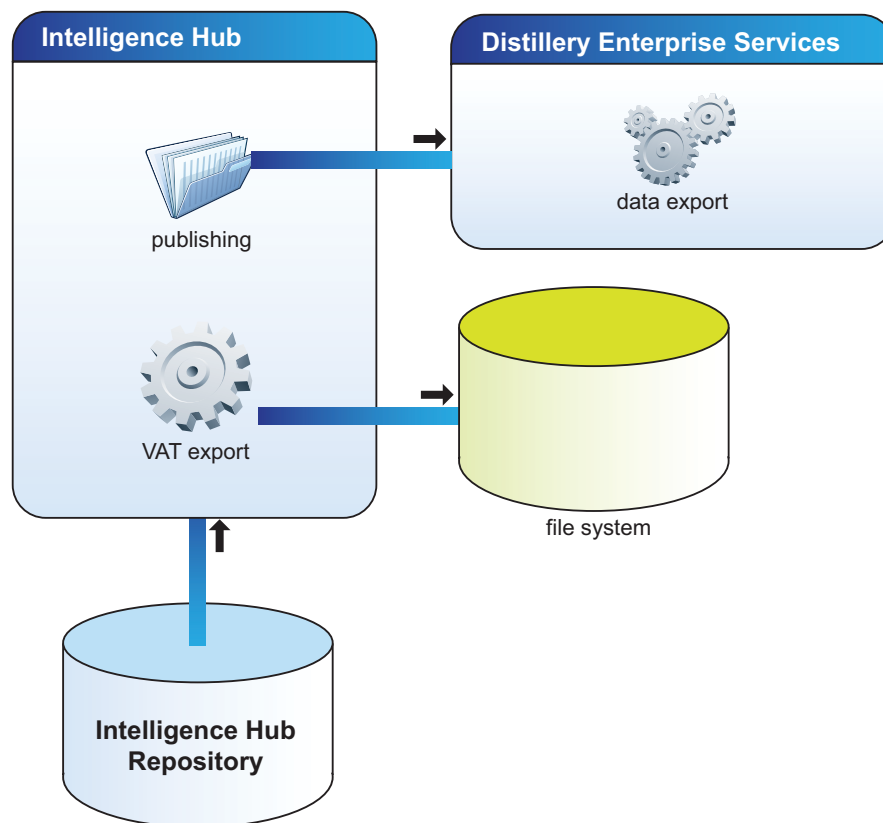 Intelligence Hub
Distillery Enterprise Services
publishing
data export
VAT export
file system
Intelligence Hub
Repository